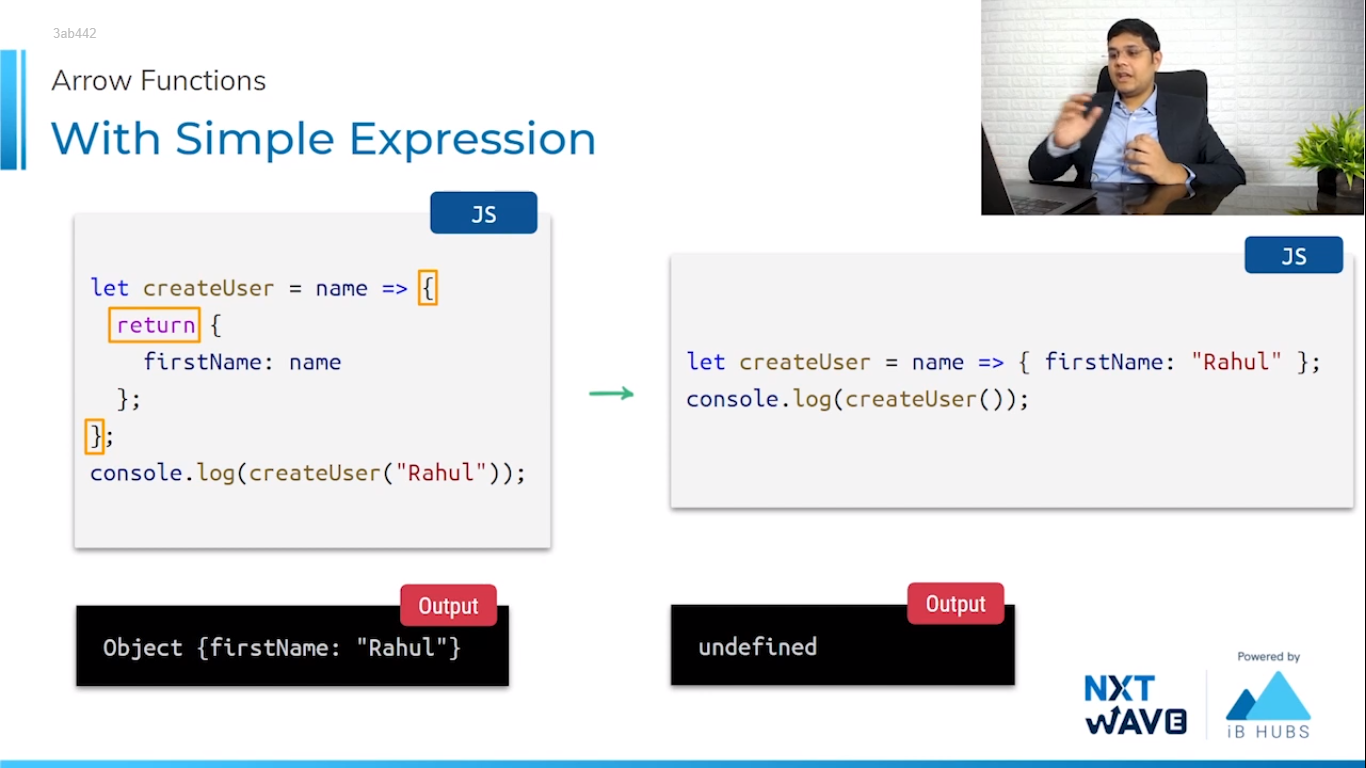 3ab442
Arrow Functions
With Simple Expression
JS
let createUser = name => {
return {
firstName: name
};
};
console.log(createUser("Rahul"));
Output
Object {firstName: "Rahul"}
JS
let createUser = name => { firstName: "Rahul" };
console.log(createUser());
Output
undefined
NXT
WAVE
Powered by
iB HUBS